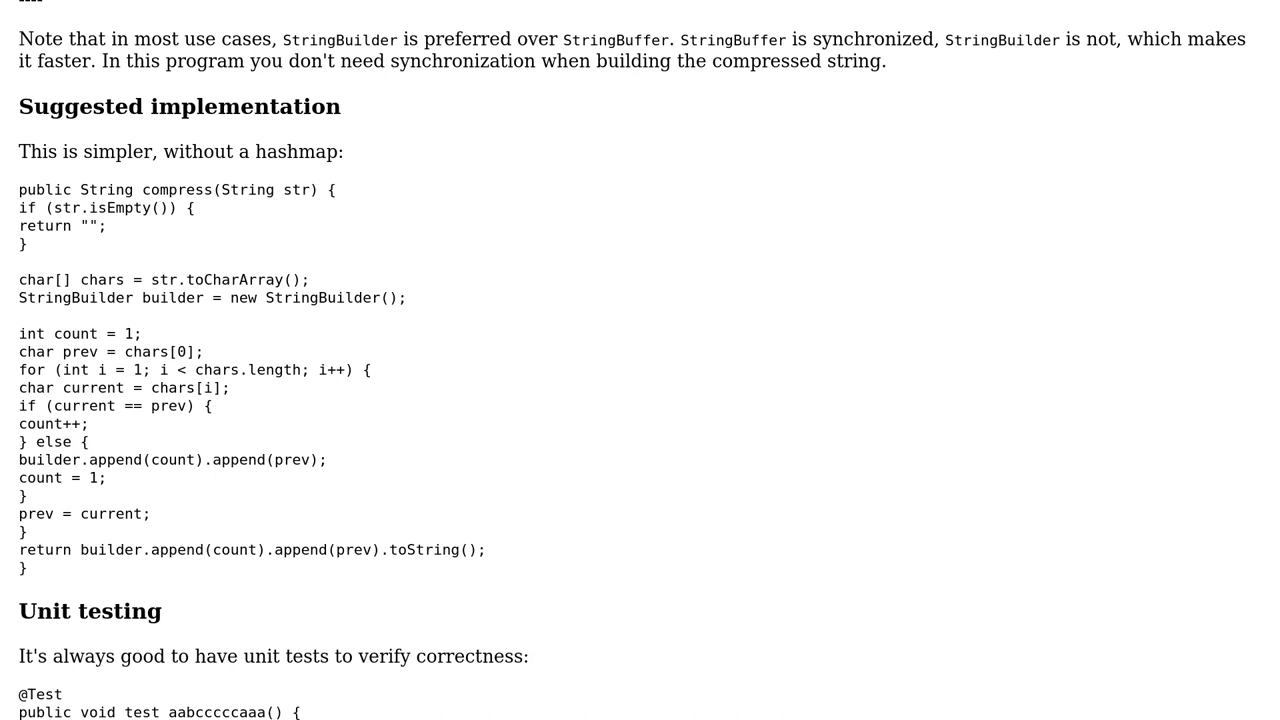 Note that in most use cases, StringBuilder is preferred over StringBuffer. StringBuffer is synchronized, StringBuilder is not, which makes
it faster. In this program you don't need synchronization when building the compressed string.
Suggested implementation
This is simpler, without a hashmap:
public String compress(String str) {
if (str.isEmpty()) {
return "";
}
char[] chars = str.toCharArray();
StringBuilder builder = new StringBuilder();
int count = 1;
char prev = chars[0];
for (int i = 1; i < chars.length; i++) {
char current = chars[i];
if (current == prev) {
count++;
} else {
builder.append(count).append(prev);
count = 1;
}
prev = current;
}
return builder.append(count).append(prev).toString();
}
Unit testing
It's always good to have unit tests to verify correctness:
@Test
public void test_aabcccccaaa() {